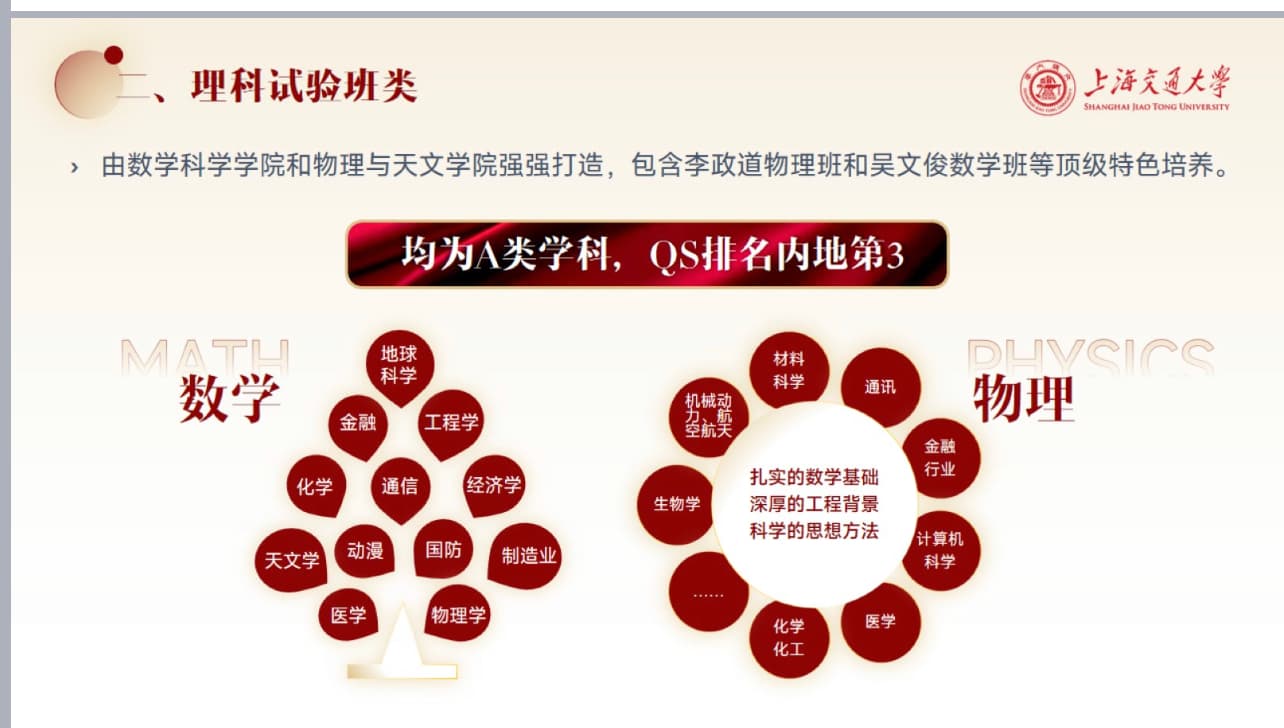 二、理科试验班类
上海交通大学
SHANGHAI JIAO TONG UNIVERSITY
› 由数学科学学院和物理与天文学院强强打造，包含李政道物理班和吴文俊数学班等顶级特色培养。
均为A类学科，QS排名内地第3
MATH
数学
地球
科学
金融
工程学
化学
通信
经济学
天文学
动漫
国防
制造业
医学
物理学
PHYSICS
物理
材料
科学
通讯
机械动
力、航
空航天
金融
行业
生物学
扎实的数学基础
深厚的工程背景
科学的思想方法
计算机
科学
……
化学
化工
医学